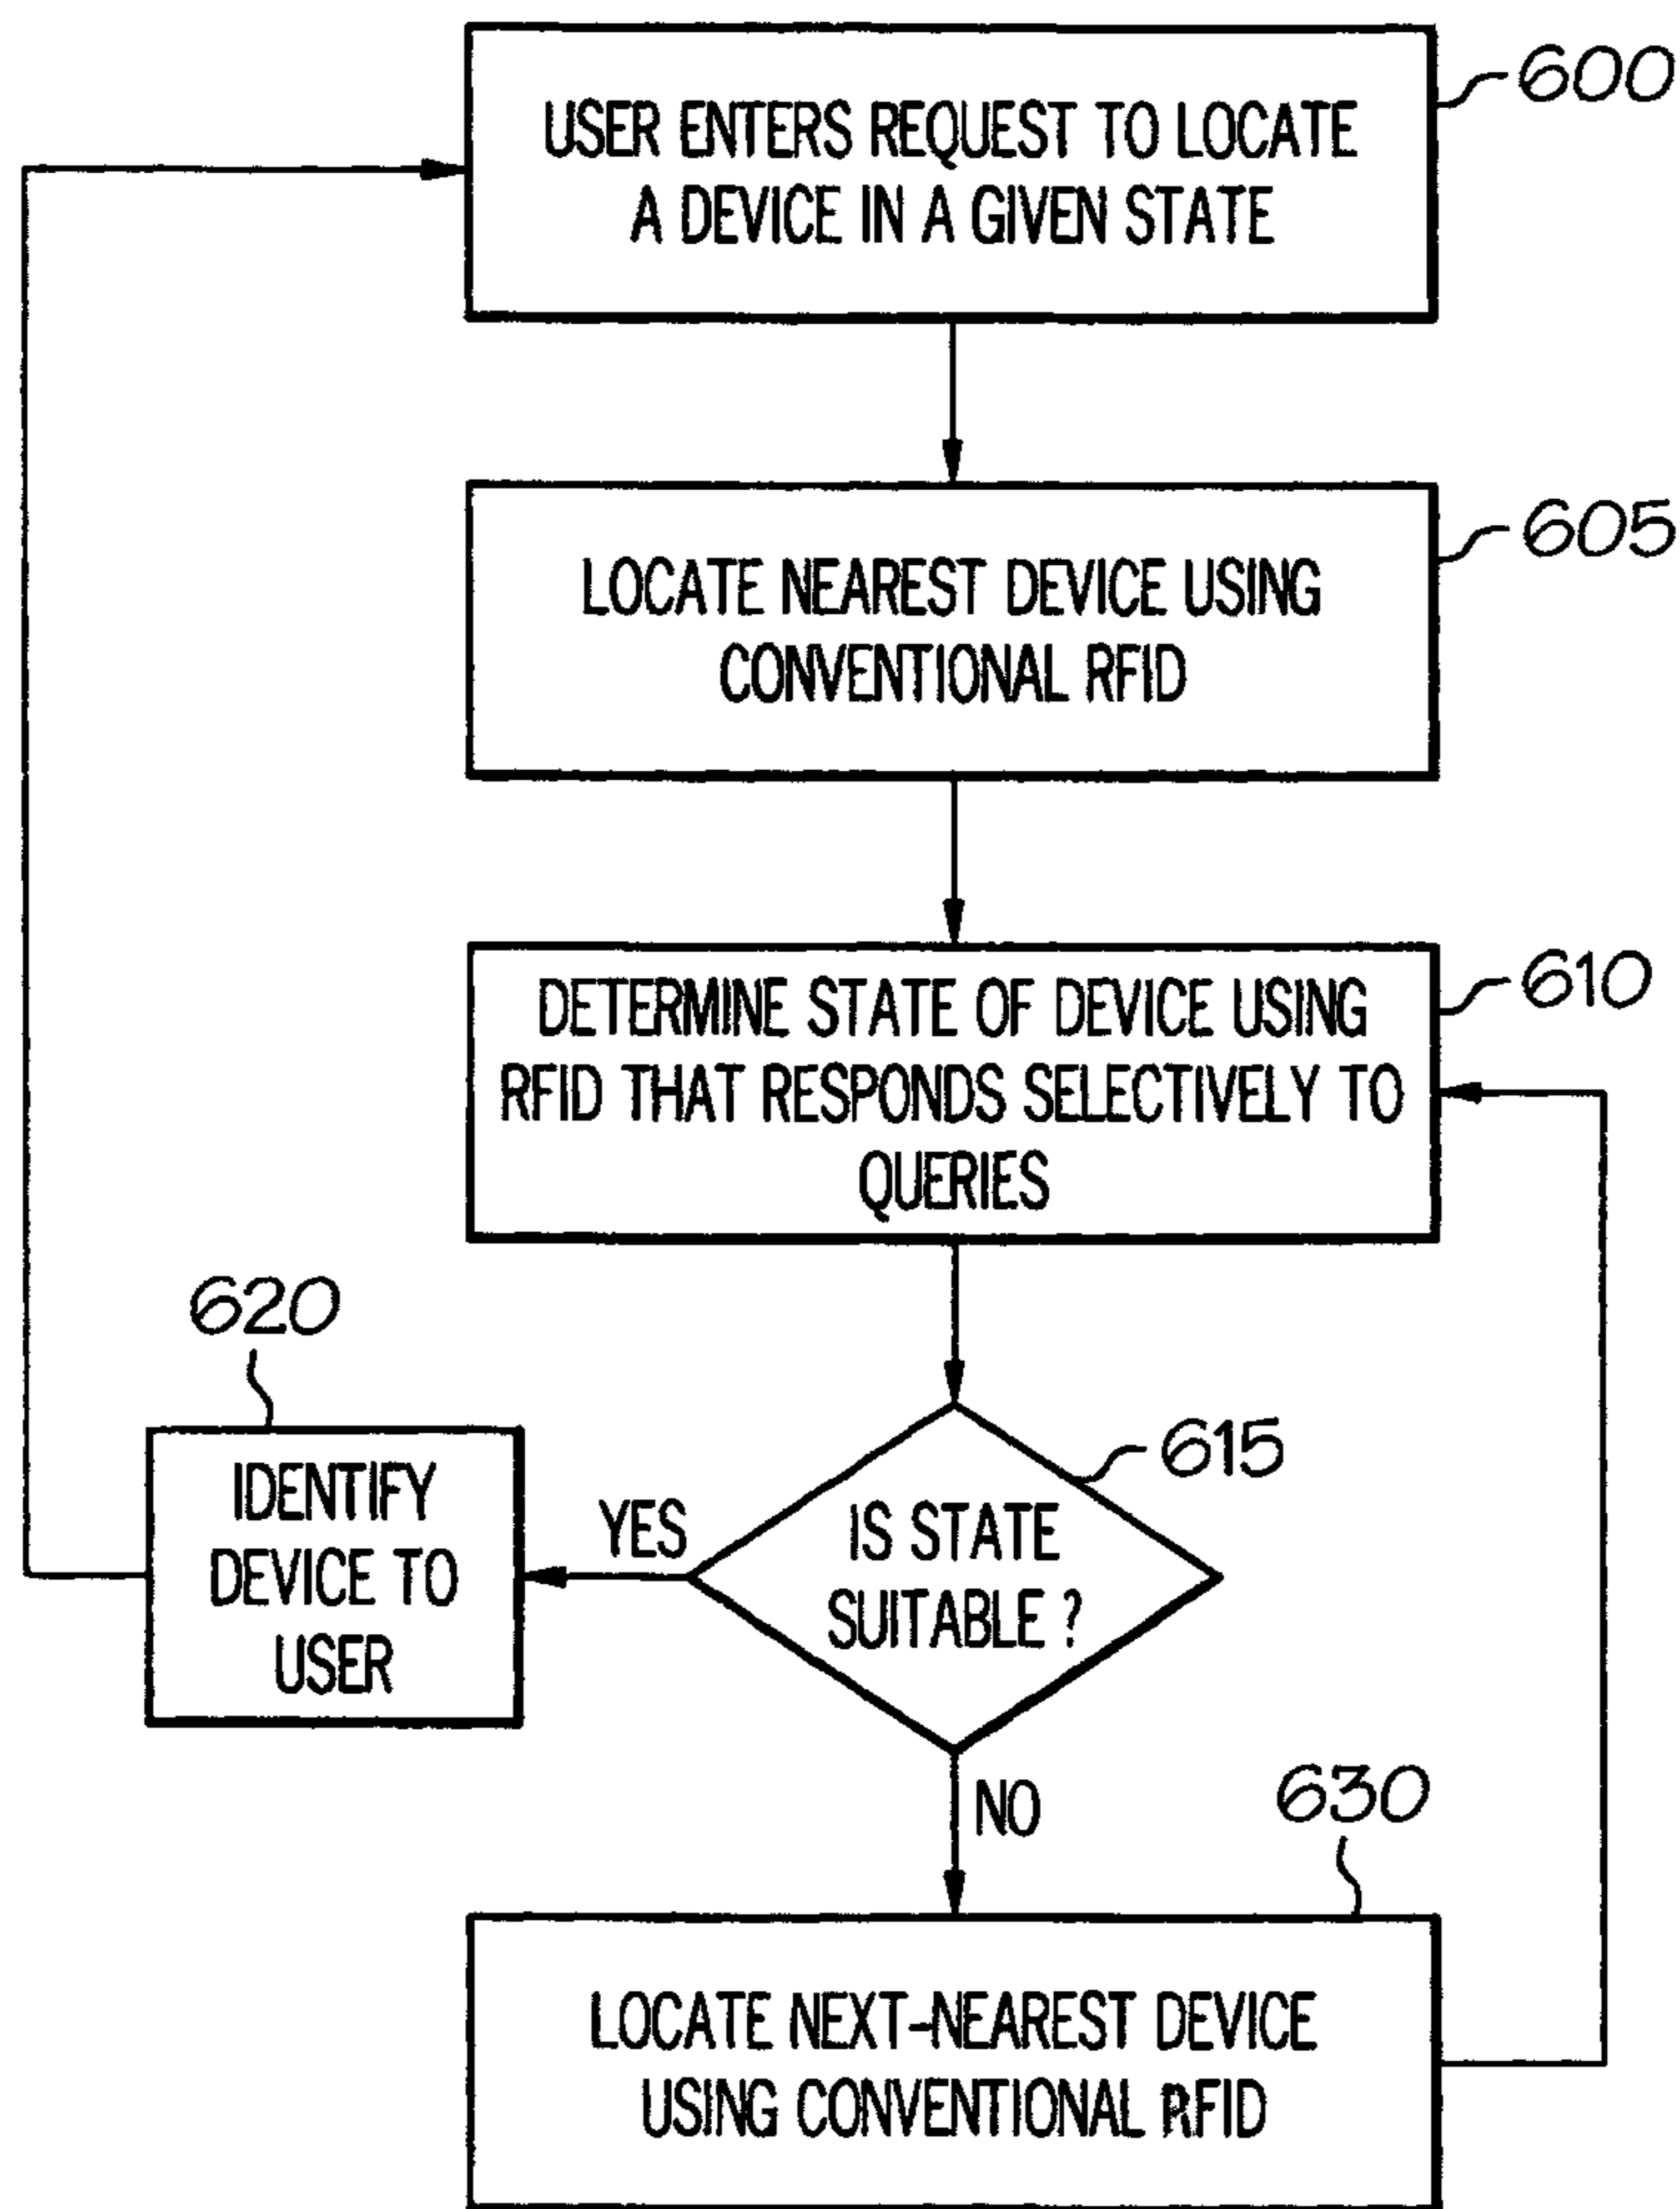 600
USER ENTERS REQUEST TO LOCATE
A DEVICE IN A GIVEN STATE
605
LOCATE NEAREST DEVICE USING
CONVENTIONAL RFID
610
DETERMINE STATE OF DEVICE USING
RFID THAT RESPONDS SELECTIVELY TO
QUERIES
615
IS STATE
SUITABLE ?
YES
620
IDENTIFY
DEVICE TO
USER
NO
630
LOCATE NEXT-NEAREST DEVICE
USING CONVENTIONAL RFID